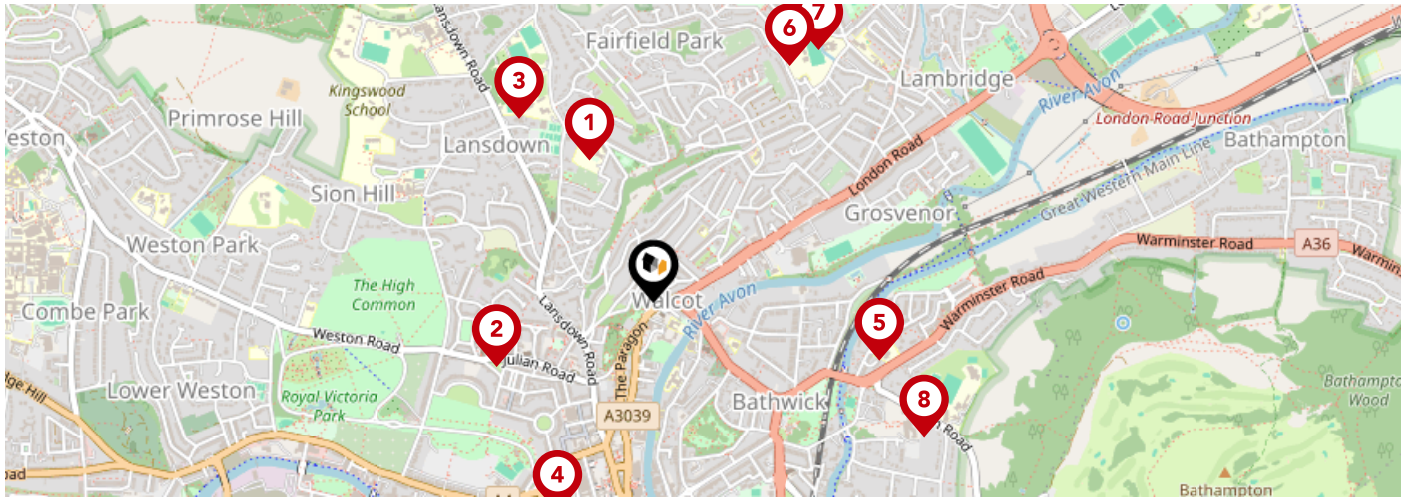 Lansdown Road
7
6
Fairfield Park
3
Lambridge
Kingswood
School
River Avon
Primrose Hill
1
London Road Junction
Bathampton
Lansdown
London Road
Sion Hill
Great Western Main Line
Grosvenor
Weston Park
Warminster Road
A36
The High
Common
Walcot
Combe Park
Lansdown Road
River Avon
Warminster Road
2
5
Weston Road
Julian Road
The Paragon
Lower Weston
Royal Victoria
Park
8
Bathwick
A3039
Wood
Road
4
Bathampton